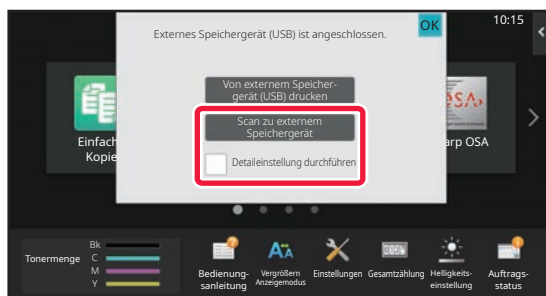 10:15
OK
Externes Speichergerät (USB) ist angeschlossen.
Von externem Speicher-
gerät (USB) drucken
Scan zu externem
Speichergerät
Detaileinstellung durchführen
Einfach
Kopie
arp OSA
Tonermenge
Bk
C
M
Y
Bedienung-
sanleitung
Vergrößern
Anzeigemodus
Einstellungen
Gesamtzählung
Helligkeits-
einstellung
Auftrags-
status